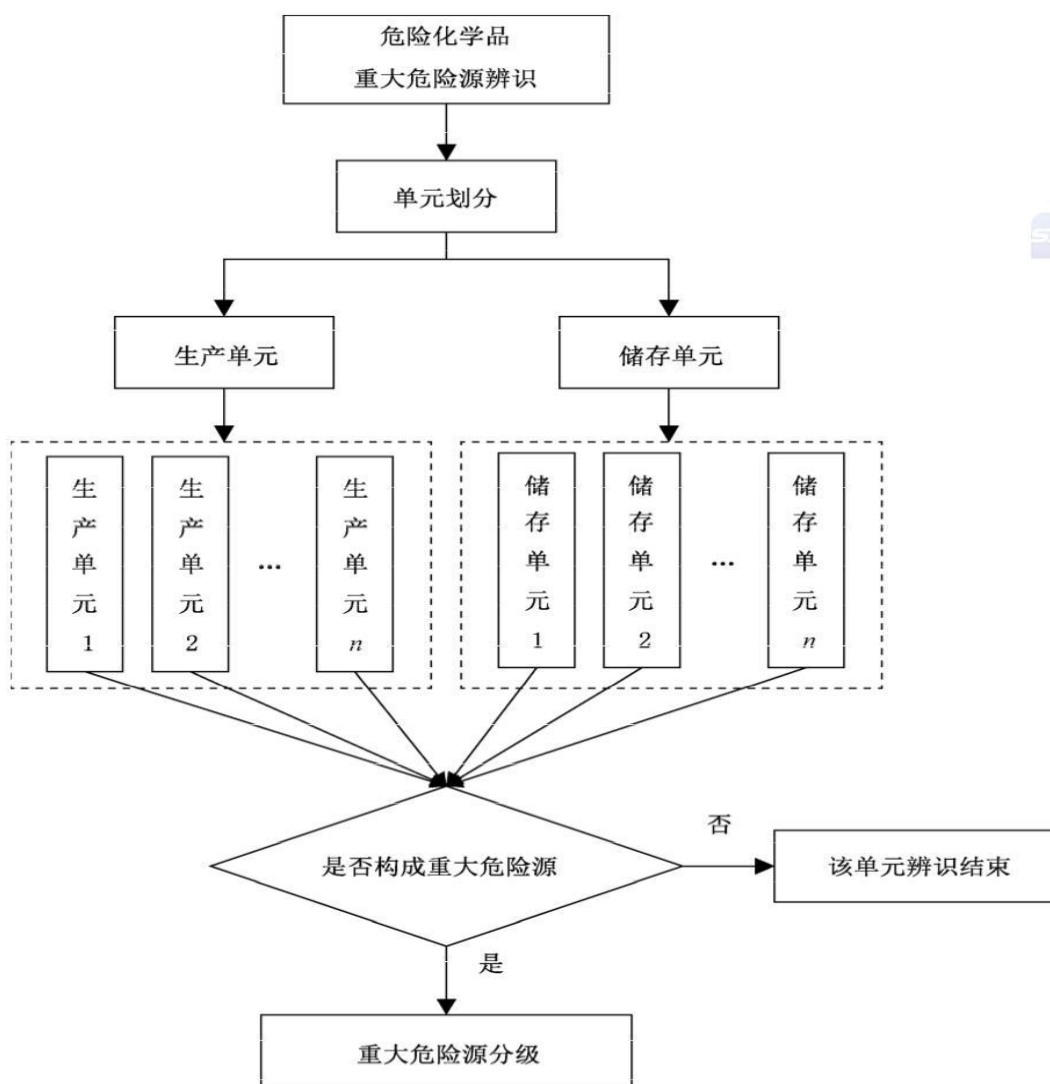 危险化学品
重大危险源辨识
单元划分
生产单元
储存单元
生产单元1
生产单元2
…
生产单元n
储存单元1
储存单元2
…
储存单元n
是否构成重大危险源
否
该单元辨识结束
是
重大危险源分级